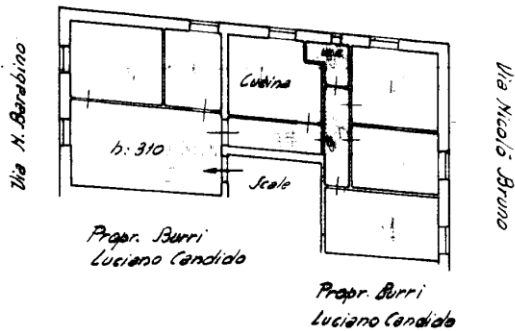 Via N. Barabino
Cucina
h: 310
Scale
Via Nicolò Bruno
Propr. Burri
Luciano Candido
Propr. Burri
Luciano Candido